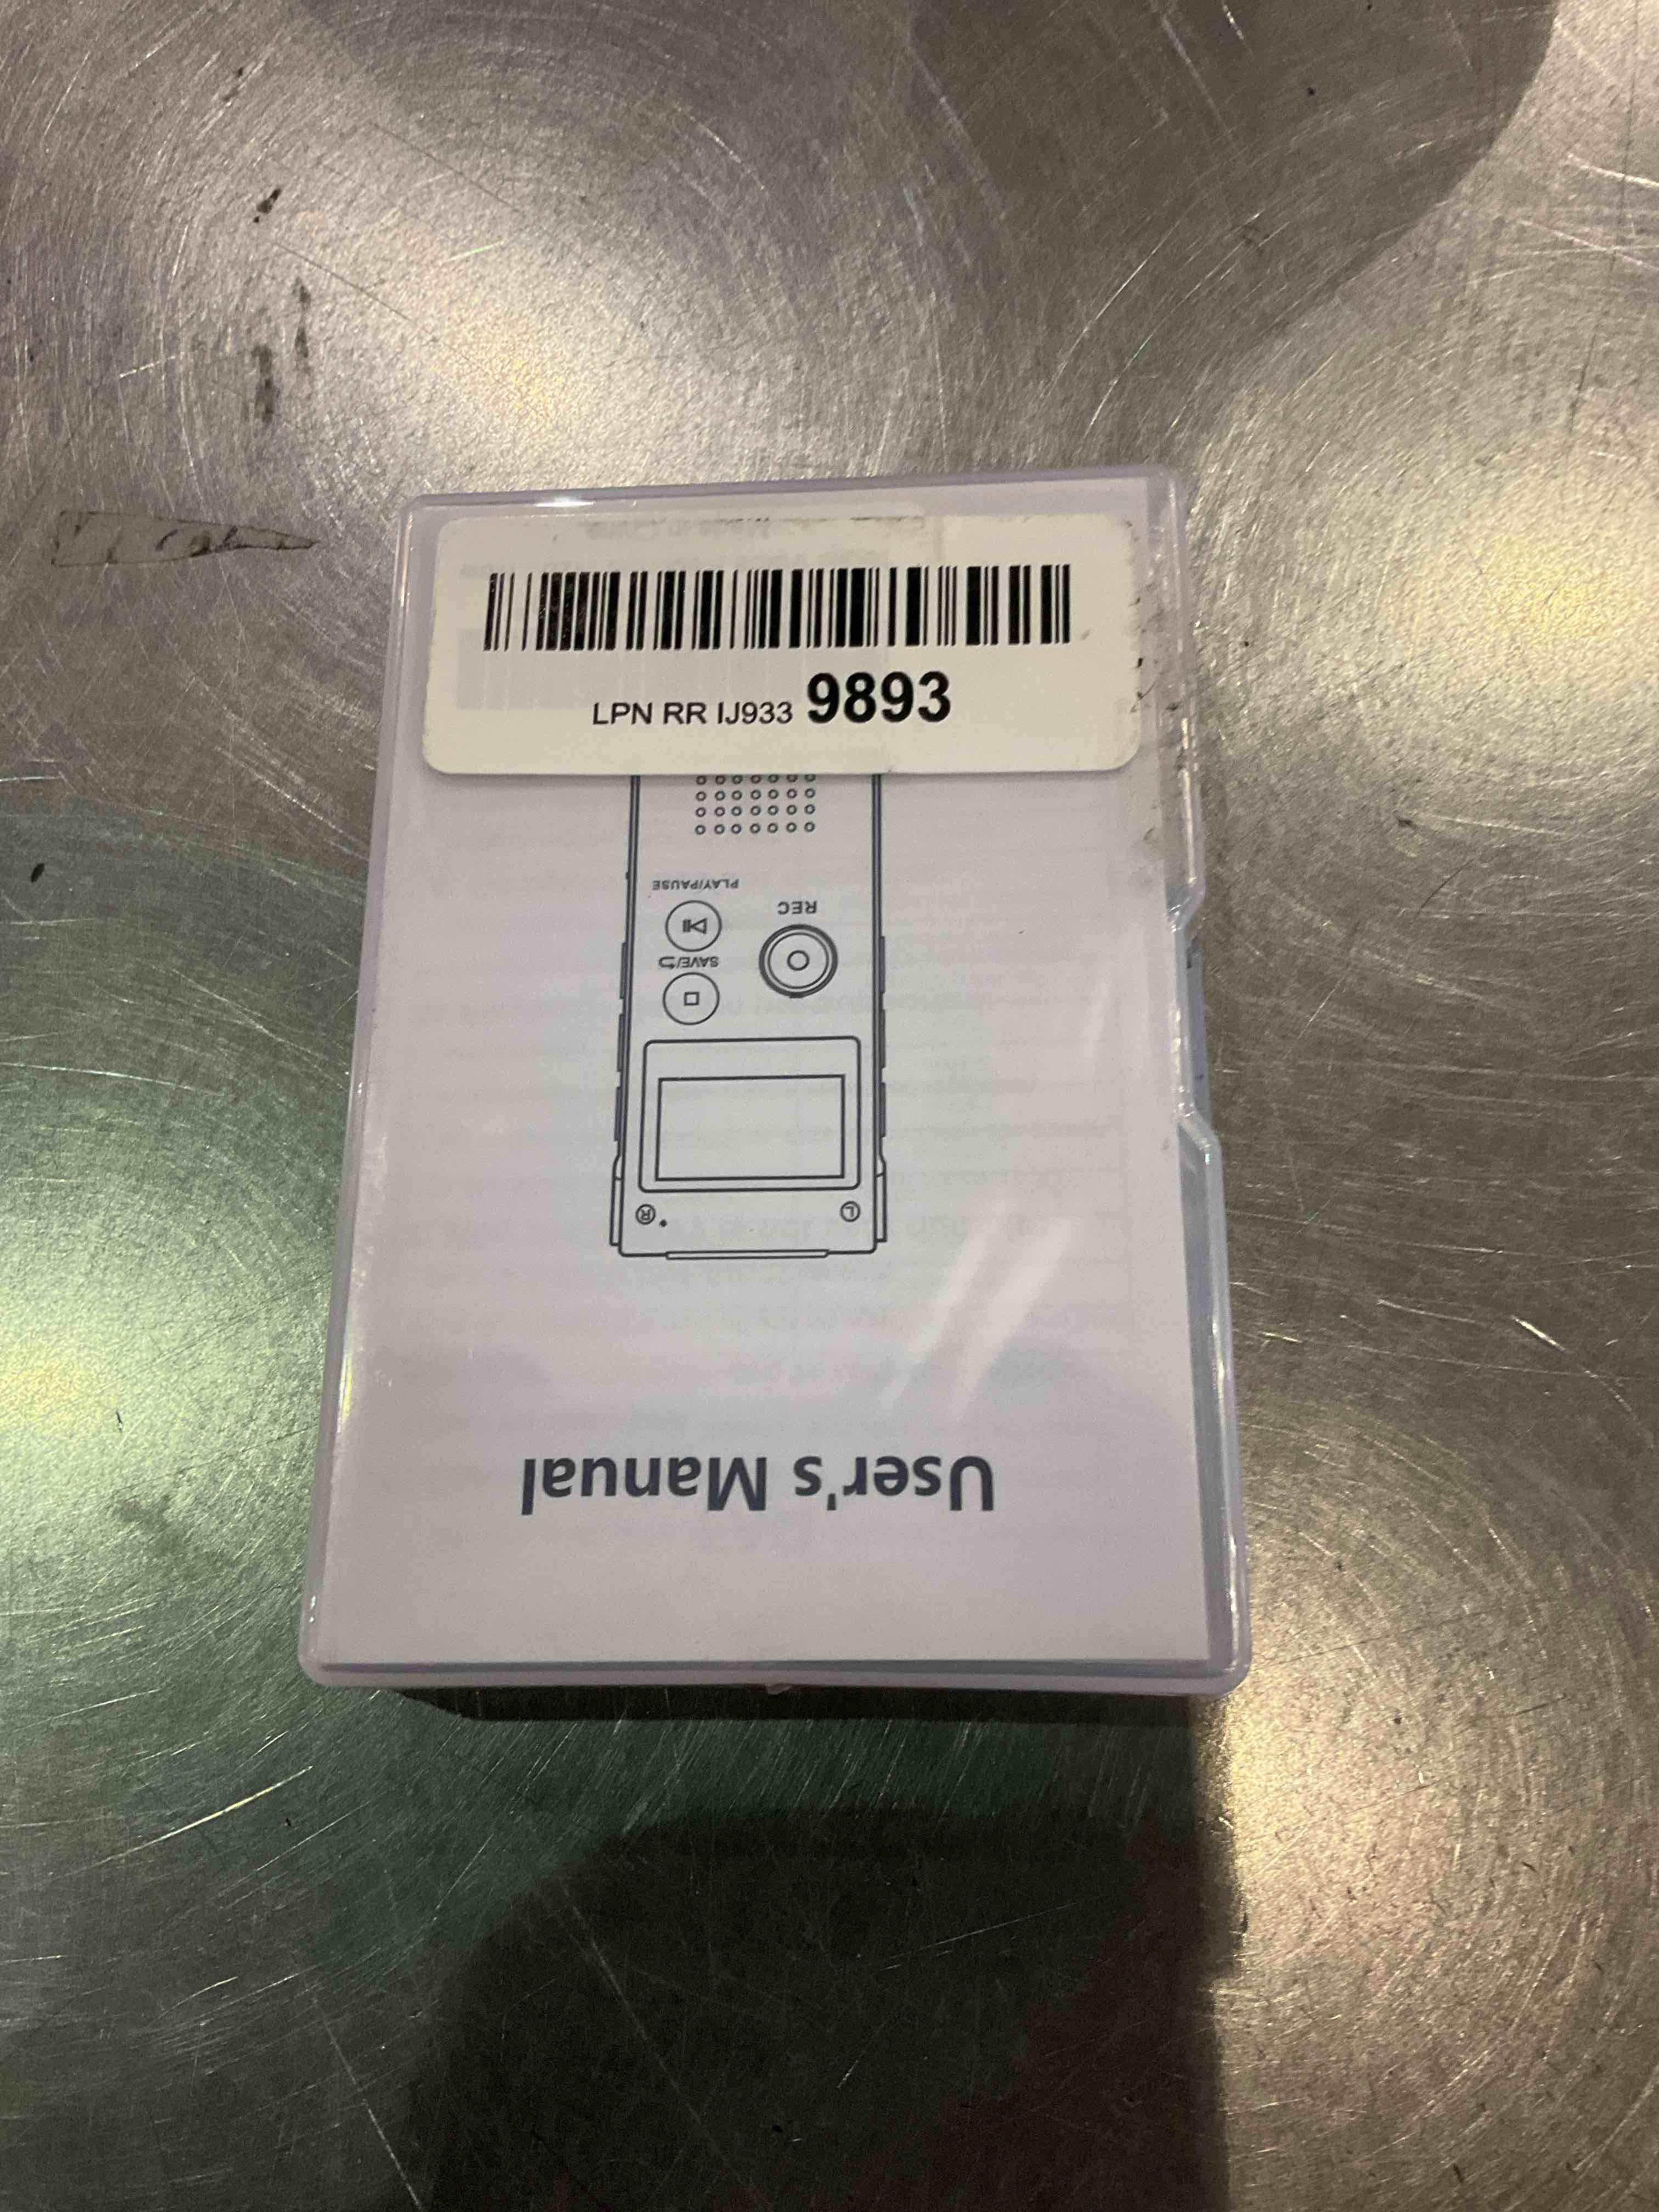 LPN RR IJ933 9893
User's Manual
L
R
SAVE/
REC
PLAY/PAUSE